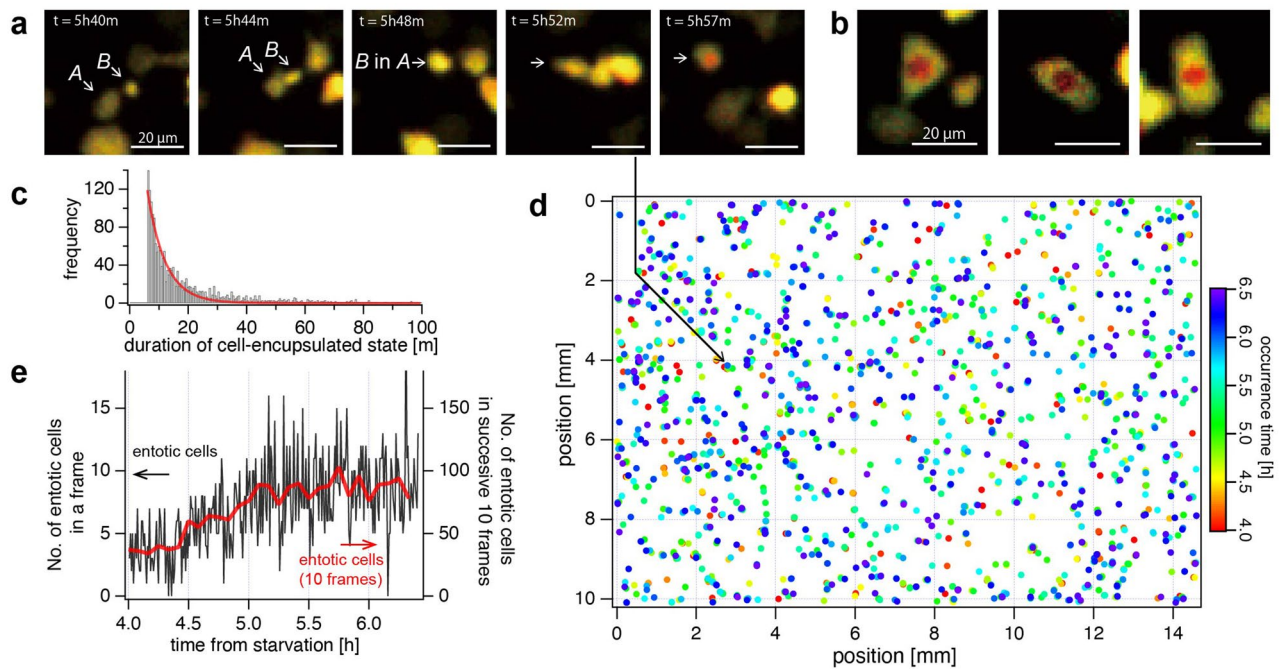 a
t = 5h40m
A
B
20 μm
t = 5h44m
A
B
t = 5h48m
B in A
t = 5h52m
t = 5h57m
b
20 μm
c
frequency
120
80
40
0
0 20 40 60 80 100
duration of cell-encapsulated state [m]
d
position [mm]
0
2
4
6
8
10
0 2 4 6 8 10 12 14
position [mm]
6.5
6.0
5.5
5.0
4.5
4.0
occurrence time [h]
e
No. of entotic cells
in a frame
15
10
5
0
entotic cells
entotic cells
(10 frames)
150
100
50
0
No. of entotic cells
in succesive 10 frames
4.0 4.5 5.0 5.5 6.0
time from starvation [h]